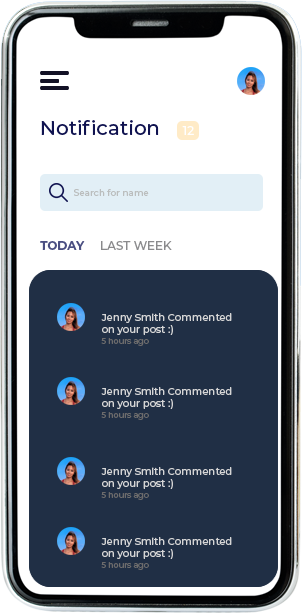 Notification 12
Search for name
TODAY LAST WEEK
Jenny Smith Commented
on your post :)
5 hours ago
Jenny Smith Commented
on your post :)
5 hours ago
Jenny Smith Commented
on your post :)
5 hours ago
Jenny Smith Commented
on your post :)
5 hours ago